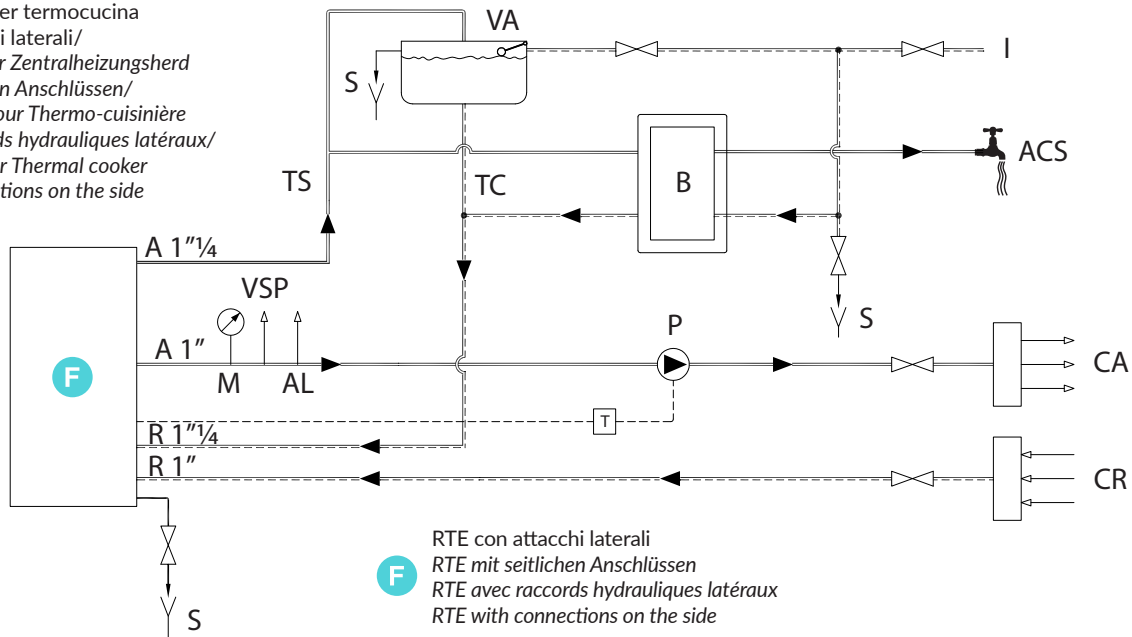 er termocucina
i laterali/
r Zentralheizungsherd
n Anschlüssen/
our Thermo-cuisinière
ds hydrauliques latéraux/
r Thermal cooker
tions on the side
VA
I
S
B
ACS
TS
TC
A 1"¼
VSP
S
P
A 1"
M
AL
CA
F
T
R 1"¼
R 1"
CR
S
F
RTE con attacchi laterali
RTE mit seitlichen Anschlüssen
RTE avec raccords hydrauliques latéraux
RTE with connections on the side